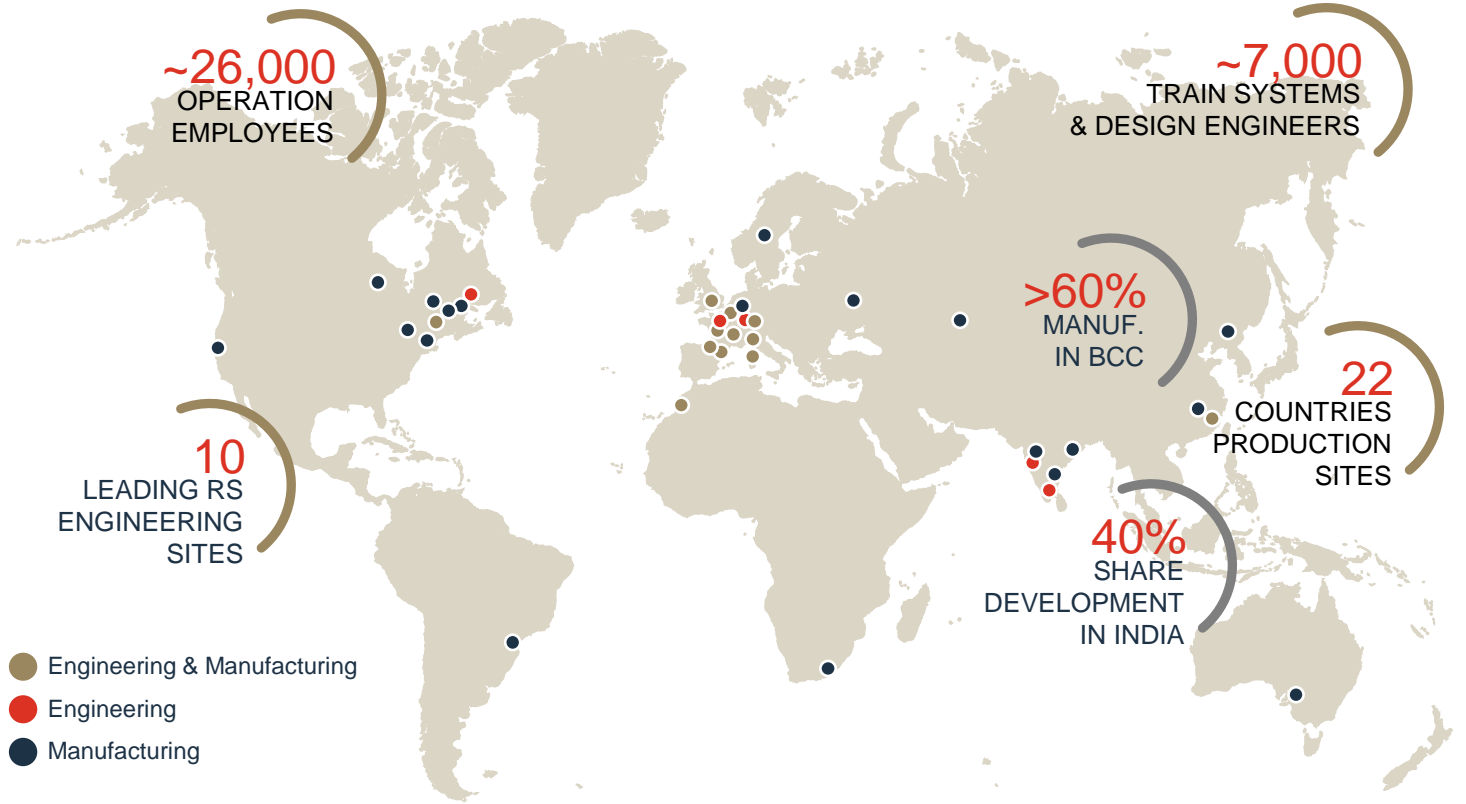 ~26,000
OPERATION
EMPLOYEES
~7,000
TRAIN SYSTEMS
& DESIGN ENGINEERS
>60%
MANUF.
IN BCC
22
COUNTRIES
PRODUCTION
SITES
10
LEADING RS
ENGINEERING
SITES
40%
SHARE
DEVELOPMENT
IN INDIA
Engineering & Manufacturing
Engineering
Manufacturing